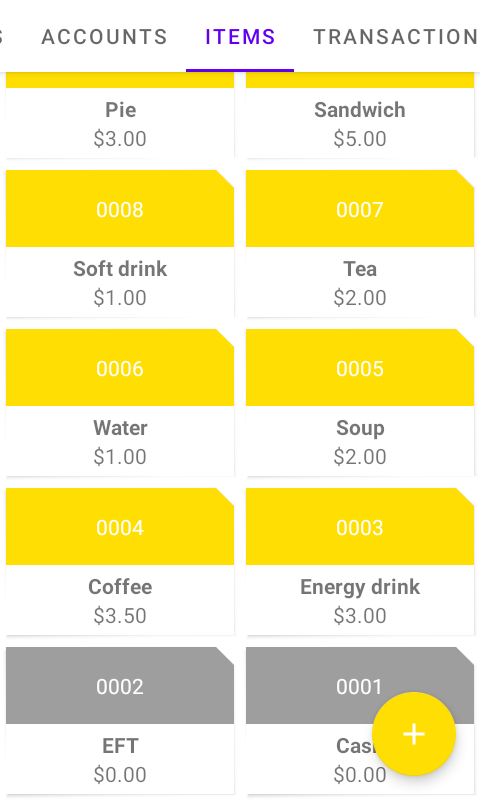 S ACCOUNTS ITEMS TRANSACTION
Pie Sandwich
$3.00 $5.00
0008 0007
Soft drink Tea
$1.00 $2.00
0006 0005
Water Soup
$1.00 $2.00
0004 0003
Coffee Energy drink
$3.50 $3.00
0002 0001
EFT Cas
$0.00 $0.00
+